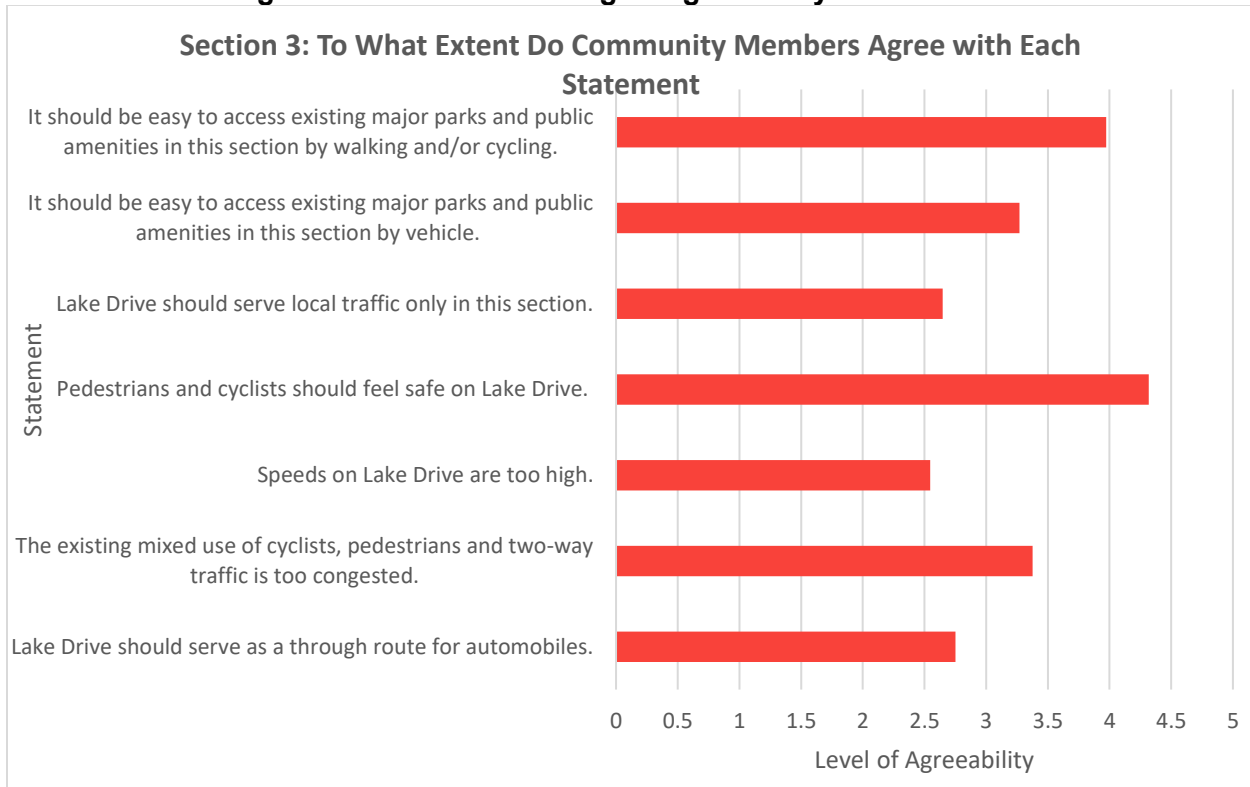 Section 3: To What Extent Do Community Members Agree with Each
Statement
It should be easy to access existing major parks and public
amenities in this section by walking and/or cycling.
It should be easy to access existing major parks and public
amenities in this section by vehicle.
Lake Drive should serve local traffic only in this section.
Pedestrians and cyclists should feel safe on Lake Drive.
Speeds on Lake Drive are too high.
The existing mixed use of cyclists, pedestrians and two-way
traffic is too congested.
Lake Drive should serve as a through route for automobiles.
Statement
0 0.5 1 1.5 2 2.5 3 3.5 4 4.5 5
Level of Agreeability